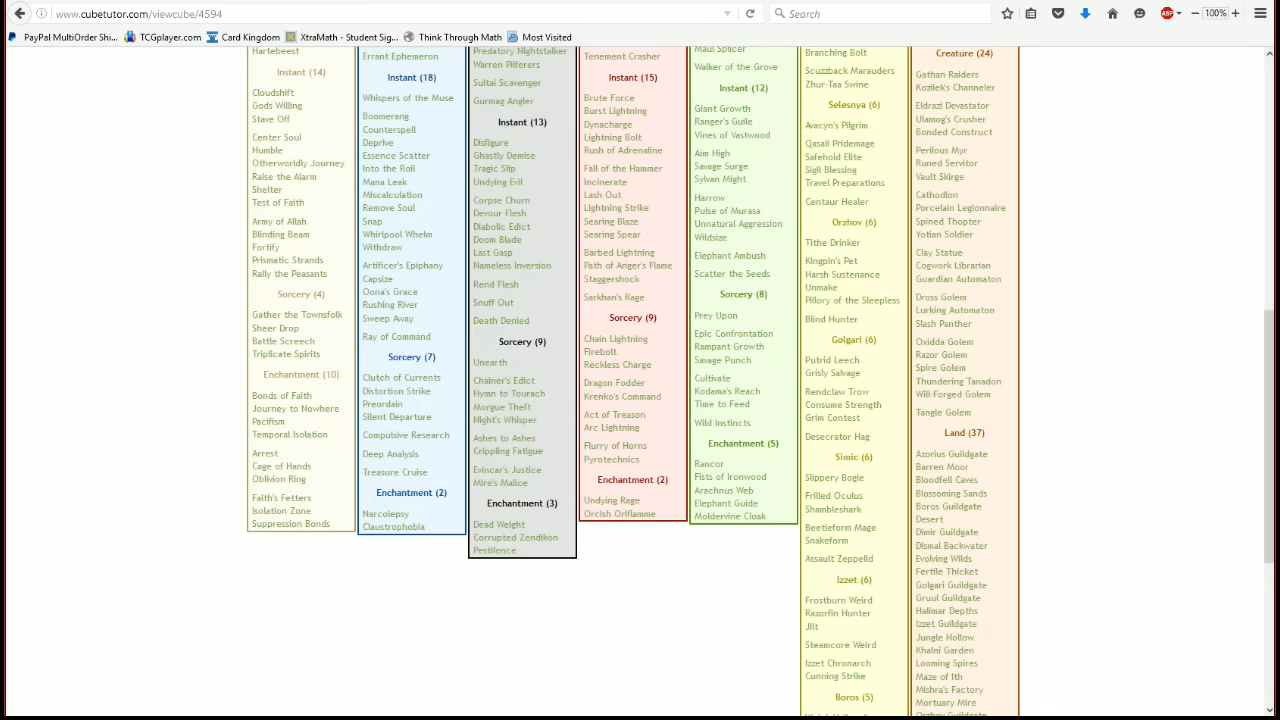 www.cubetutor.com/viewcube/4594
Search
ABP
100%
PayPal MultiOrder Shi...
TCGplayer.com
Card Kingdom
XtraMath - Student Sig...
Think Through Math
Most Visited
Hartebeest
Instant (14)
Cloudshift
Gods Willing
Stave Off
Center Soul
Humble
Otherworldly Journey
Raise the Alarm
Shelter
Test of Faith
Army of Allah
Blinding Beam
Fortify
Prismatic Strands
Rally the Peasants
Sorcery (4)
Gather the Townsfolk
Sheer Drop
Battle Screech
Triplicate Spirits
Enchantment (10)
Bonds of Faith
Journey to Nowhere
Pacifism
Temporal Isolation
Arrest
Cage of Hands
Oblivion Ring
Faith's Fetters
Isolation Zone
Suppression Bonds
Errant Ephemeron
Instant (18)
Whispers of the Muse
Boomerang
Counterspell
Deprive
Essence Scatter
Into the Roil
Mana Leak
Miscalculation
Remove Soul
Snap
Whirlpool Whelm
Withdraw
Artificer's Epiphany
Capsize
Oona's Grace
Rushing River
Sweep Away
Ray of Command
Sorcery (7)
Clutch of Currents
Distortion Strike
Preordain
Silent Departure
Compulsive Research
Deep Analysis
Treasure Cruise
Enchantment (2)
Narcolepsy
Claustrophobia
Predatory Nightstalker
Warren Pilferers
Sultai Scavenger
Gurmag Angler
Instant (13)
Disfigure
Ghastly Demise
Tragic Slip
Undying Evil
Corpse Churn
Devour Flesh
Diabolic Edict
Doom Blade
Last Gasp
Nameless Inversion
Rend Flesh
Snuff Out
Death Denied
Sorcery (9)
Unearth
Chainer's Edict
Hymn to Tourach
Morgue Theft
Night's Whisper
Ashes to Ashes
Crippling Fatigue
Evincar's Justice
Mire's Malice
Enchantment (3)
Dead Weight
Corrupted Zendikon
Pestilence
Tenement Crasher
Instant (15)
Brute Force
Burst Lightning
Dynacharge
Lightning Bolt
Rush of Adrenaline
Fall of the Hammer
Incinerate
Lash Out
Lightning Strike
Searing Blaze
Searing Spear
Barbed Lightning
Path of Anger's Flame
Staggershock
Sarkhan's Rage
Sorcery (9)
Chain Lightning
Firebolt
Reckless Charge
Dragon Fodder
Krenko's Command
Act of Treason
Arc Lightning
Flurry of Horns
Pyrotechnics
Enchantment (2)
Undying Rage
Orcish Oriflamme
Maul Splicer
Walker of the Grove
Instant (12)
Giant Growth
Ranger's Guile
Vines of Vastwood
Aim High
Savage Surge
Sylvan Might
Harrow
Pulse of Murasa
Unnatural Aggression
Wildsize
Elephant Ambush
Scatter the Seeds
Sorcery (8)
Prey Upon
Epic Confrontation
Rampant Growth
Savage Punch
Cultivate
Kodama's Reach
Time to Feed
Wild Instincts
Enchantment (5)
Rancor
Fists of Ironwood
Arachnus Web
Elephant Guide
Moldervine Cloak
Branching Bolt
Scuzzback Marauders
Zhur-Taa Swine
Selesnya (6)
Avacyn's Pilgrim
Qasali Pridemage
Safehold Elite
Sigil Blessing
Travel Preparations
Centaur Healer
Orzhov (6)
Tithe Drinker
Kingpin's Pet
Harsh Sustenance
Unmake
Pillory of the Sleepless
Blind Hunter
Golgari (6)
Putrid Leech
Grisly Salvage
Rendclaw Trow
Consume Strength
Grim Contest
Desecrator Hag
Simic (6)
Slippery Bogle
Frilled Oculus
Shambleshark
Beetleform Mage
Snakeform
Assault Zeppelid
Izzet (6)
Frostburn Weird
Razorfin Hunter
Jilt
Steamcore Weird
Izzet Chronarch
Cunning Strike
Boros (5)
Creature (24)
Gathan Raiders
Kozilek's Channeler
Eldrazi Devastator
Ulamog's Crusher
Bonded Construct
Perilous Myr
Runed Servitor
Vault Skirge
Cathodion
Porcelain Legionnaire
Spined Thopter
Yotian Soldier
Clay Statue
Cogwork Librarian
Guardian Automaton
Dross Golem
Lurking Automaton
Slash Panther
Oxidda Golem
Razor Golem
Spire Golem
Thundering Tanadon
Will-Forged Golem
Tangle Golem
Land (37)
Azorius Guildgate
Barren Moor
Bloodfell Caves
Blossoming Sands
Boros Guildgate
Desert
Dimir Guildgate
Dismal Backwater
Evolving Wilds
Fertile Thicket
Golgari Guildgate
Gruul Guildgate
Halimar Depths
Izzet Guildgate
Jungle Hollow
Khalni Garden
Looming Spires
Maze of Ith
Mishra's Factory
Mortuary Mire
Orzhov Guildgate